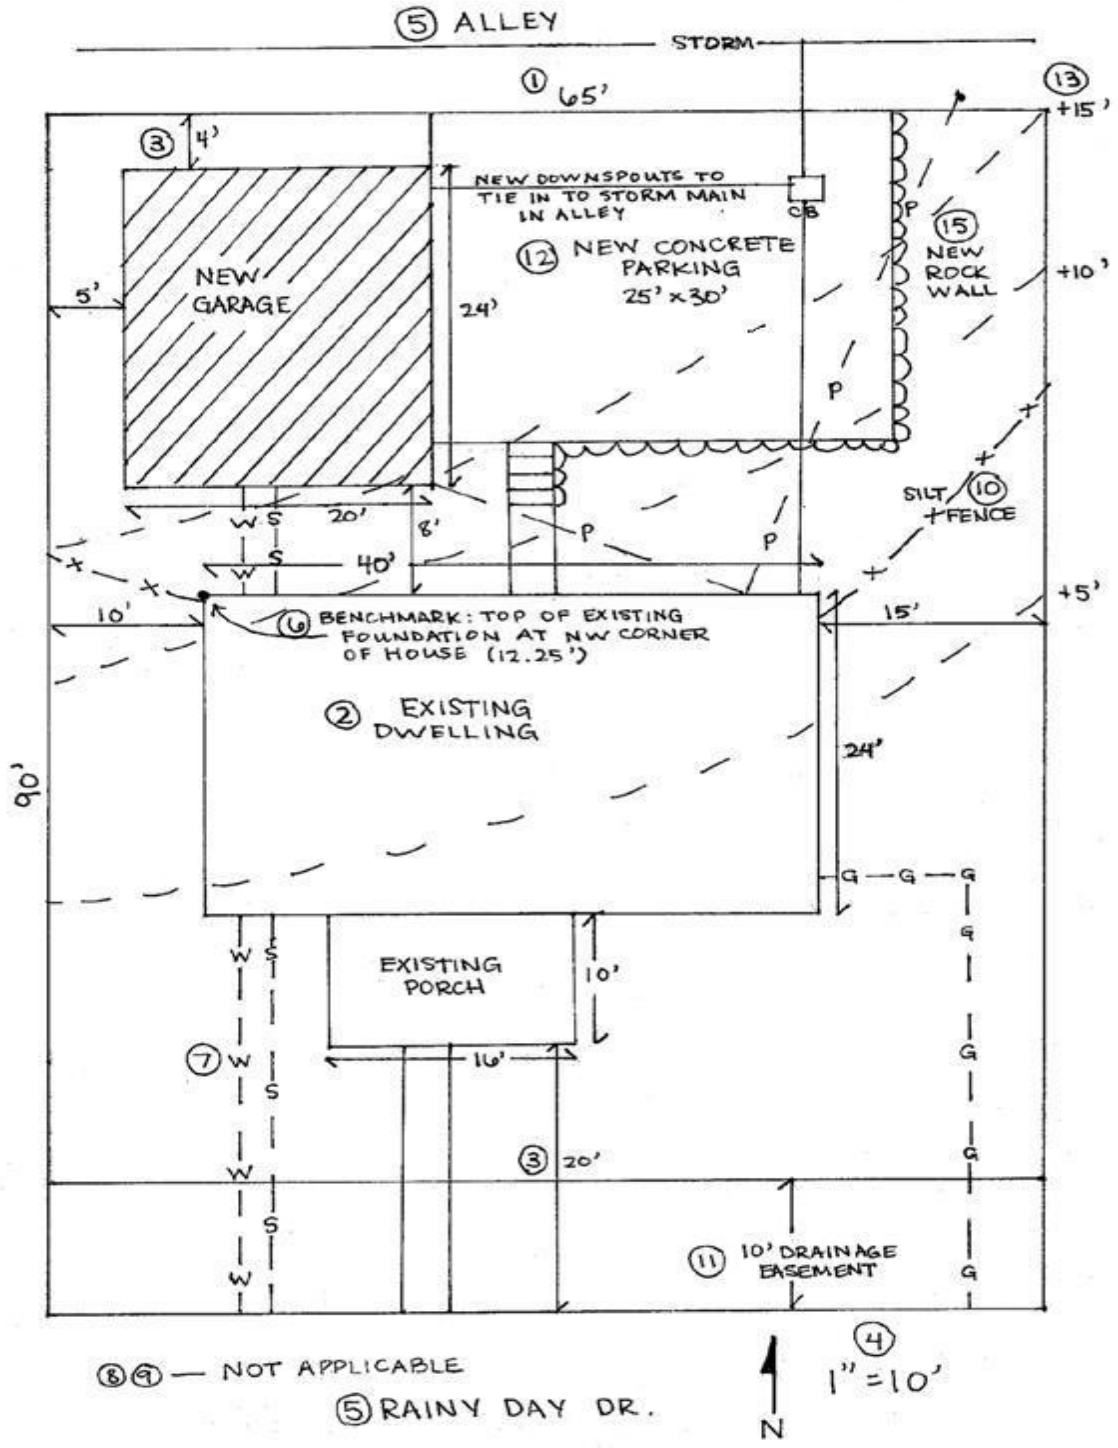 ⑤ ALLEY
STORM
① 65'
⑬
+15'
③ 4'
NEW DOWNSPOUTS TO
TIE IN TO STORM MAIN
IN ALLEY
CB
P
⑮
NEW
ROCK
WALL
⑫ NEW CONCRETE
PARKING
25' x 30'
+10'
NEW
GARAGE
5'
24'
P
SILT ⑩
FENCE
20'
W S
8'
P
P
S
W
40'
+5'
10'
15'
⑥ BENCHMARK: TOP OF EXISTING
FOUNDATION AT NW CORNER
OF HOUSE (12.25')
② EXISTING
DWELLING
24'
90'
G G G
W S
EXISTING
PORCH
10'
G
⑦ W
16'
G
S
③ 20'
G
W
S
⑪ 10' DRAINAGE
EASEMENT
W
G
④
1" = 10'
⑧⑨ — NOT APPLICABLE
⑤ RAINY DAY DR.
N